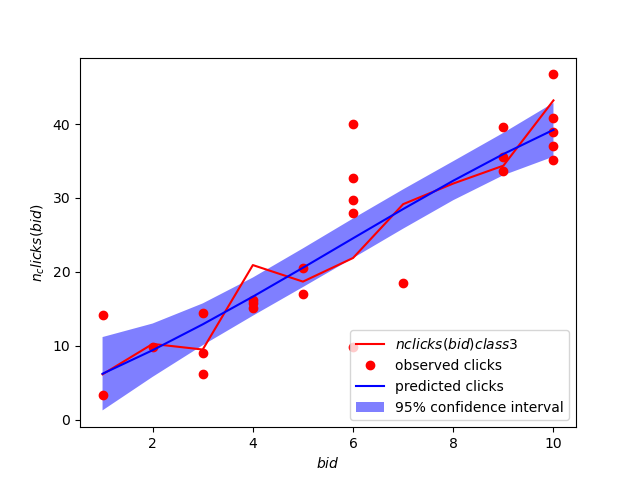 40
30
20
10
0
n_clicks(bid)
nclicks(bid)class3
observed clicks
predicted clicks
95% confidence interval
2
4
6
8
10
bid